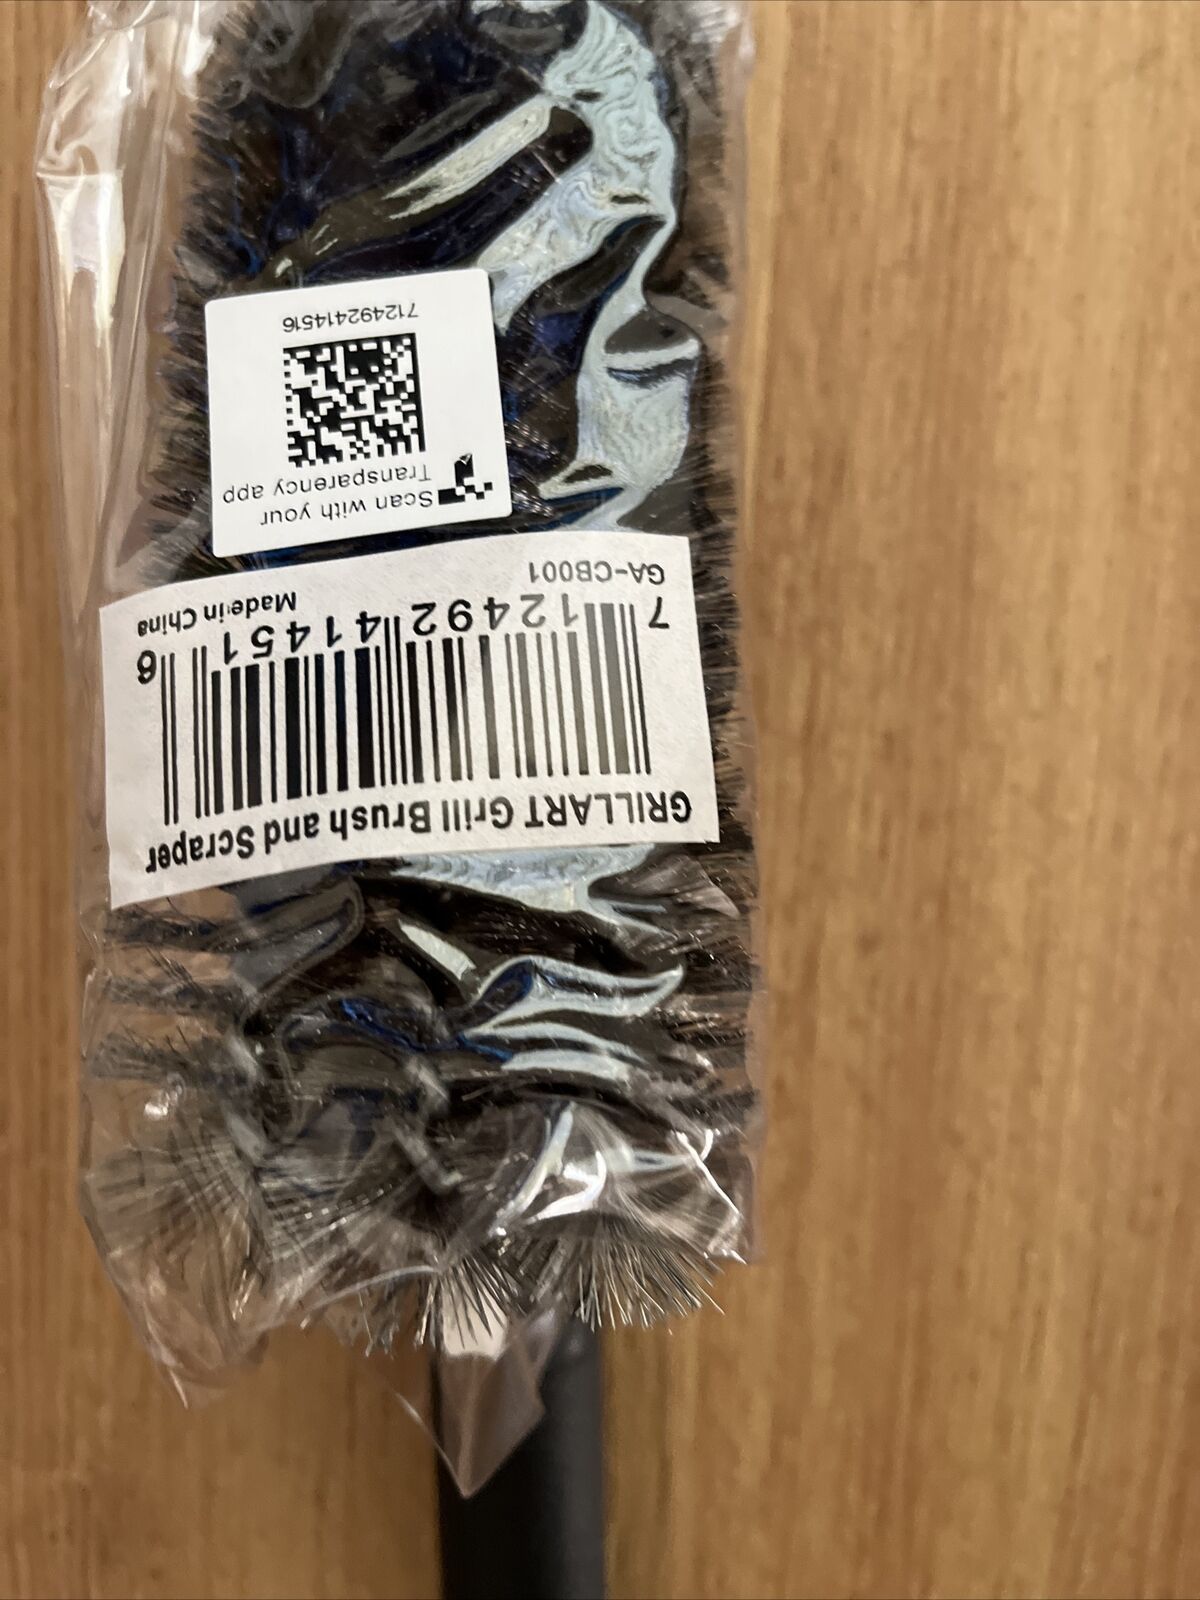 GRILLART Grill Brush and Scraper
7 12492 41451 6
GA-CB001
Made in China
Scan with your
Transparency app
712492414516